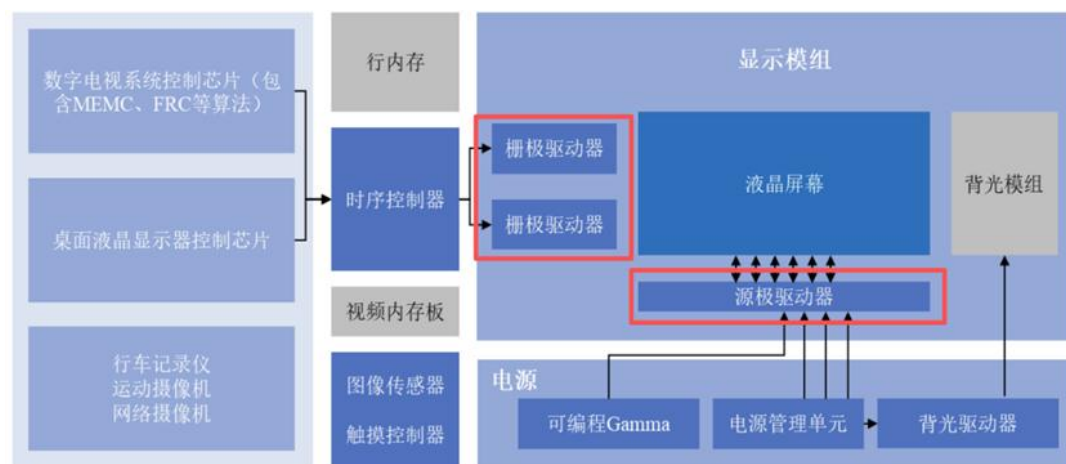 数字电视系统控制芯片（包
含MEMC、FRC等算法）
桌面液晶显示器控制芯片
行车记录仪
运动摄像机
网络摄像机
行内存
时序控制器
视频内存板
图像传感器
触摸控制器
显示模组
栅极驱动器
栅极驱动器
液晶屏幕
背光模组
源极驱动器
电源
可编程Gamma
电源管理单元
背光驱动器